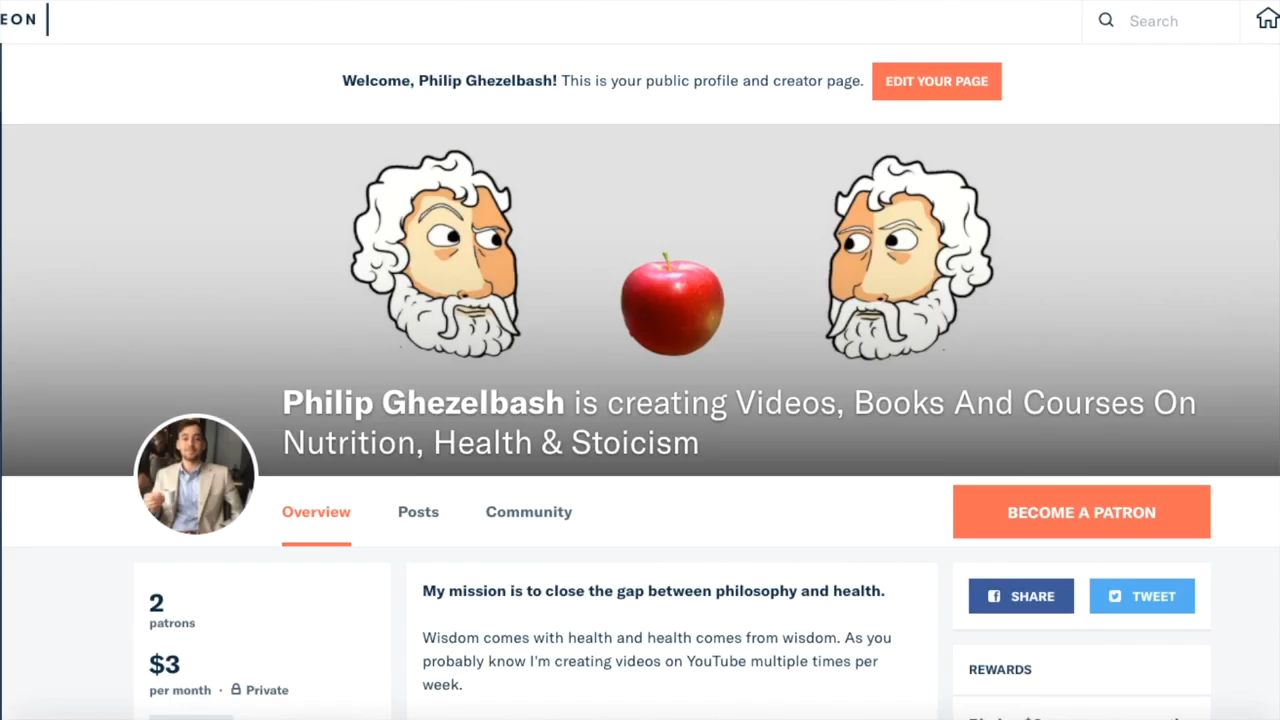 EON
Search
Welcome, Philip Ghezelbash! This is your public profile and creator page.
EDIT YOUR PAGE
Philip Ghezelbash is creating Videos, Books And Courses On
Nutrition, Health & Stoicism
Overview
Posts
Community
BECOME A PATRON
2
patrons
$3
per month · Private
My mission is to close the gap between philosophy and health.
Wisdom comes with health and health comes from wisdom. As you
probably know I'm creating videos on YouTube multiple times per
week.
SHARE
TWEET
REWARDS